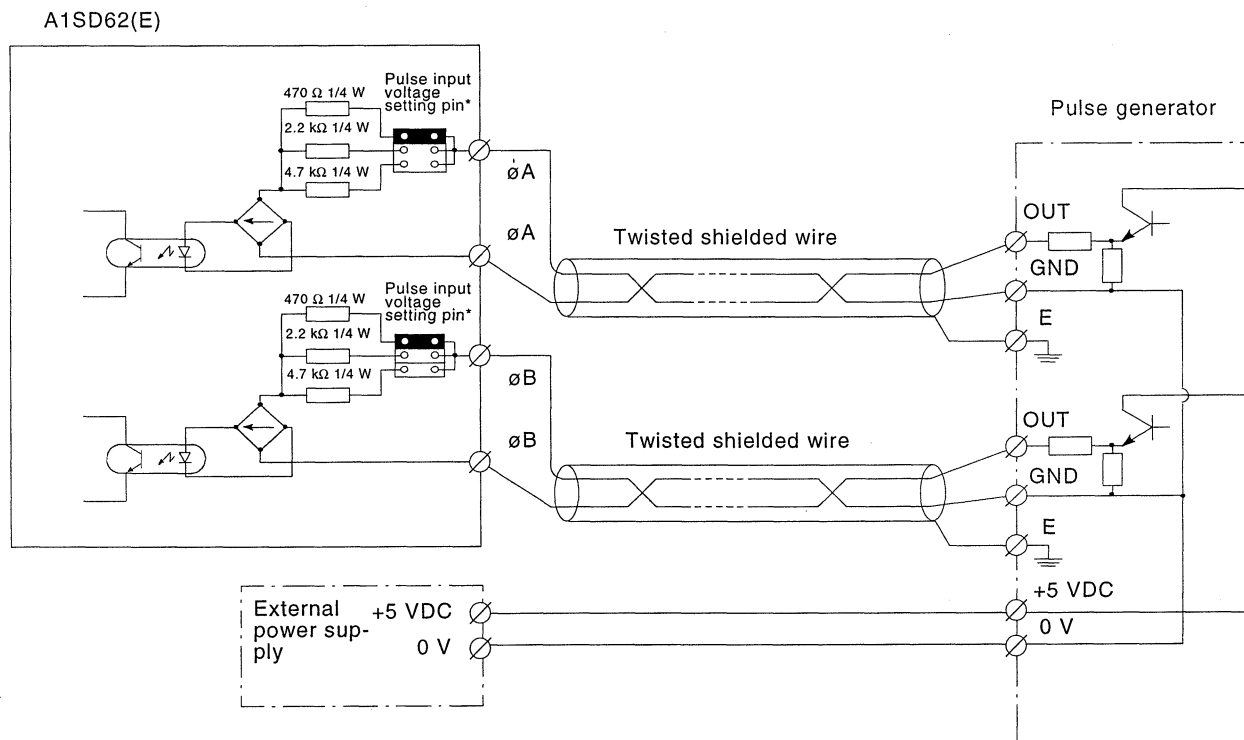 A1SD62(E)
470 Ω 1/4 W
2.2 kΩ 1/4 W
4.7 kΩ 1/4 W
Pulse input
voltage
setting pin*
øA
øA
Twisted shielded wire
Pulse generator
OUT
GND
E
470 Ω 1/4 W
2.2 kΩ 1/4 W
4.7 kΩ 1/4 W
Pulse input
voltage
setting pin*
øB
øB
Twisted shielded wire
OUT
GND
E
External
power sup-
ply
+5 VDC
0 V
+5 VDC
0 V